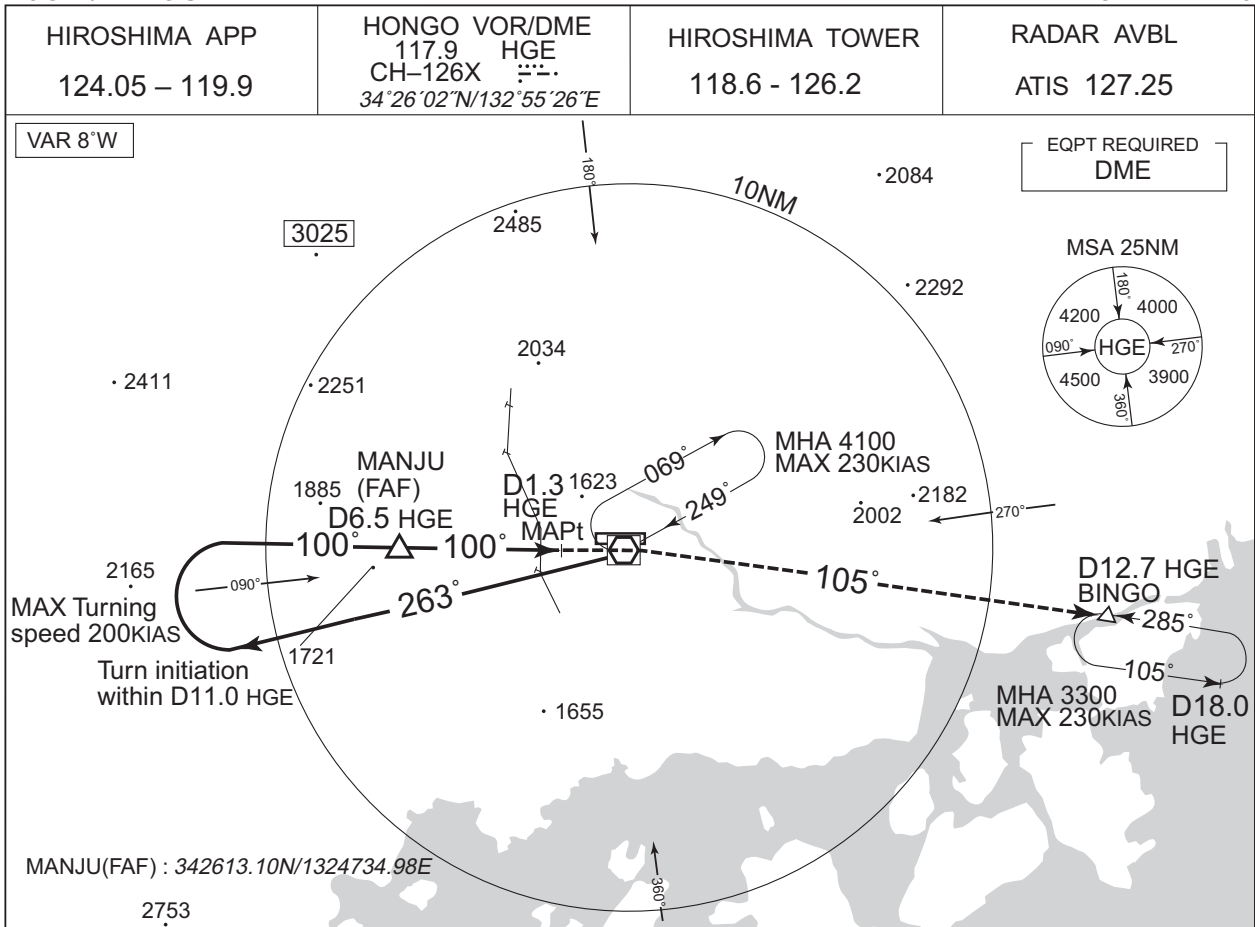 HIROSHIMA APP
124.05 – 119.9
HONGO VOR/DME
117.9 HGE
CH–126X
34°26´02˝N/132°55´26˝E
HIROSHIMA TOWER
118.6 - 126.2
RADAR AVBL
ATIS 127.25
VAR 8°W
EQPT REQUIRED
DME
180°
10NM
2084
2485
3025
MSA 25NM
180°
4200
4000
090°
HGE
270°
4500
3900
360°
2292
2034
2411
2251
MHA 4100
MAX 230KIAS
069°
249°
MANJU
(FAF)
D6.5 HGE
1885
D1.3
HGE
MAPt
1623
2182
2002
270°
100°
100°
105°
D12.7 HGE
BINGO
285°
105°
2165
090°
263°
MAX Turning
speed 200KIAS
Turn initiation
within D11.0 HGE
1721
1655
MHA 3300
MAX 230KIAS
D18.0
HGE
MANJU(FAF) : 342613.10N/1324734.98E
360°
2753